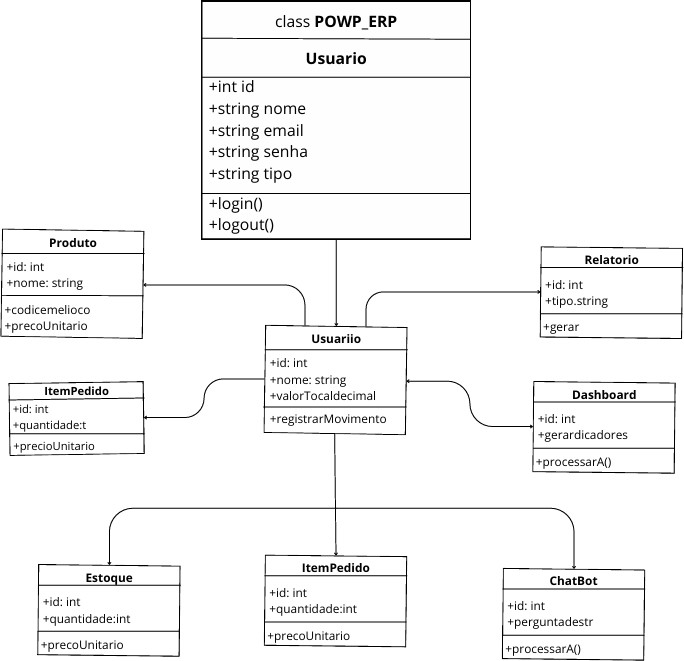 class POWP_ERP
Usuario
+int id
+string nome
+string email
+string senha
+string tipo
+login()
+logout()
Produto
+id: int
+nome: string
+codicemelioco
+precoUnitario
Relatorio
+id: int
+tipo.string
+gerar
Usuariio
+id: int
+nome: string
+valorTocaldecimal
+registrarMovimento
ItemPedido
+id: int
+quantidade:t
+precioUnitario
Dashboard
+id: int
+gerardicadores
+processarA()
Estoque
+id: int
+quantidade:int
+precoUnitario
ItemPedido
+id: int
+quantidade:int
+precoUnitario
ChatBot
+id: int
+perguntadestr
+processarA()